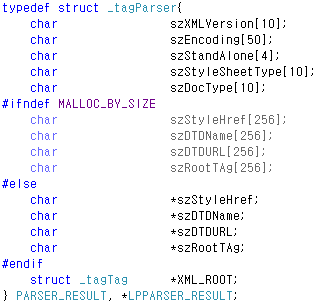 typedef struct _tagParser{
char szXMLVersion[10];
char szEncoding[50];
char szStandAlone[4];
char szStyleSheetType[10];
char szDocType[10];
#ifndef MALLOC_BY_SIZE
char szStyleHref[256];
char szDTDName[256];
char szDTDURL[256];
char szRootTAg[256];
#else
char *szStyleHref;
char *szDTDName;
char *szDTDURL;
char *szRootTAg;
#endif
struct _tagTag *XML_ROOT;
} PARSER_RESULT, *LPPARSER_RESULT;